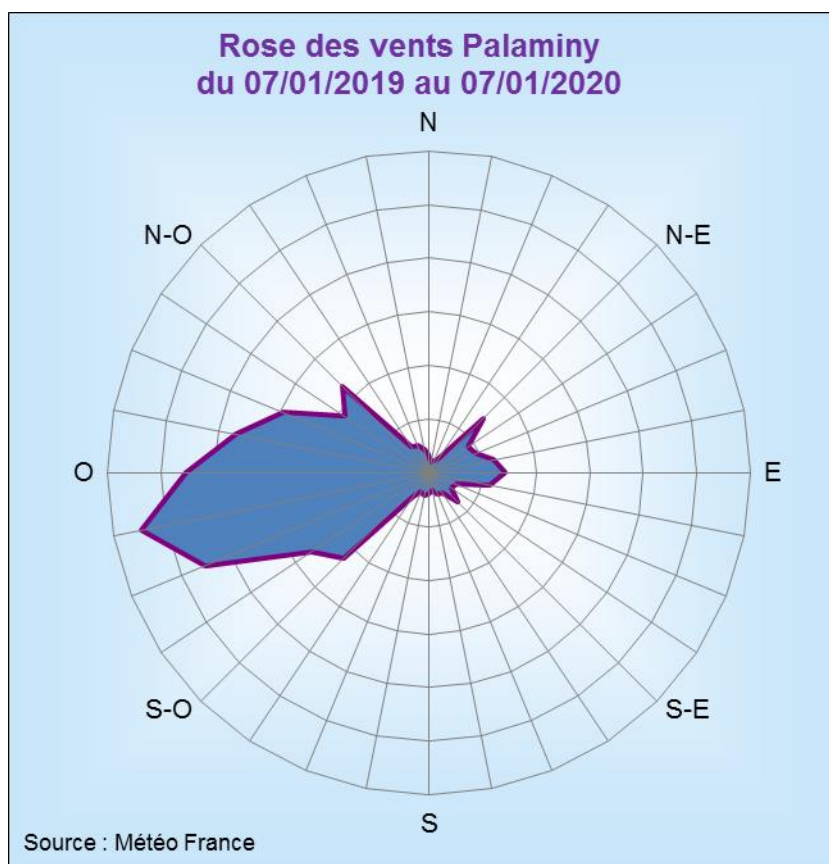 Rose des vents Palaminy
du 07/01/2019 au 07/01/2020
N
N-O
N-E
O
E
S-O
S-E
S
Source : Météo France